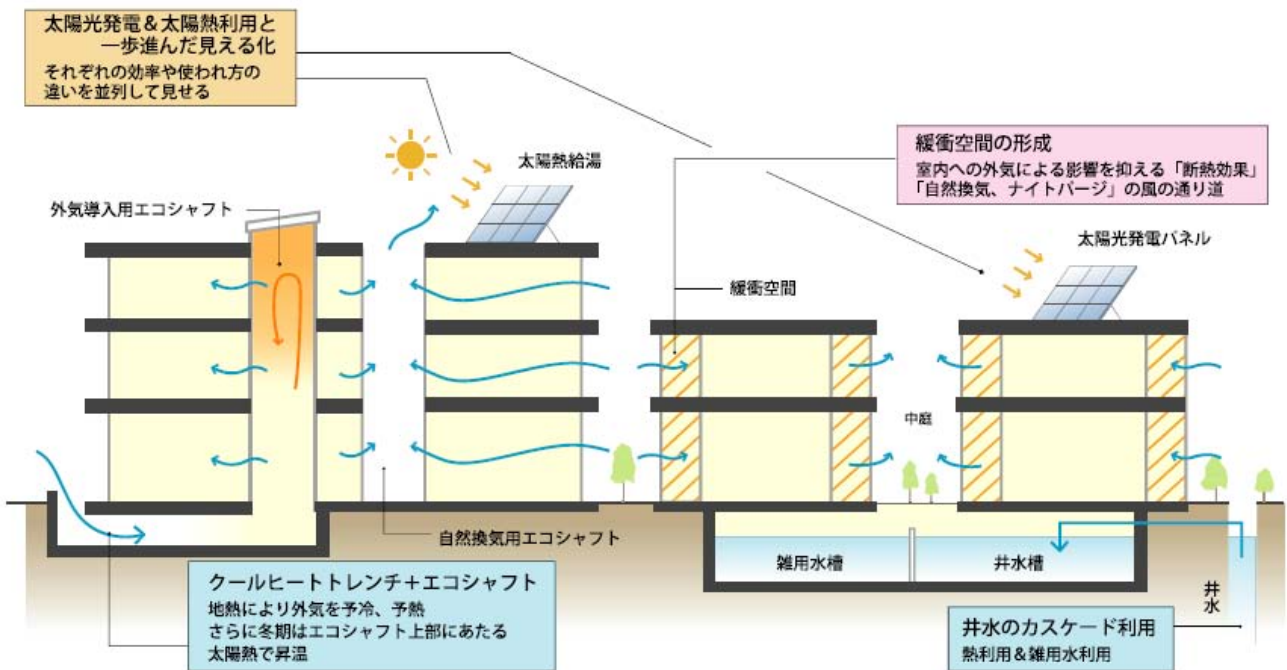 太陽光発電＆太陽熱利用と
一歩進んだ見える化
それぞれの効率や使われ方の
違いを並列して見せる
太陽熱給湯
外気導入用エコシャフト
緩衝空間の形成
室内への外気による影響を抑える「断熱効果」
「自然換気、ナイトパージ」の風の通り道
太陽光発電パネル
緩衝空間
中庭
自然換気用エコシャフト
雑用水槽
井水槽
井水
クールヒートトレンチ＋エコシャフト
地熱により外気を予冷、予熱
さらに冬期はエコシャフト上部にあたる
太陽熱で昇温
井水のカスケード利用
熱利用＆雑用水利用